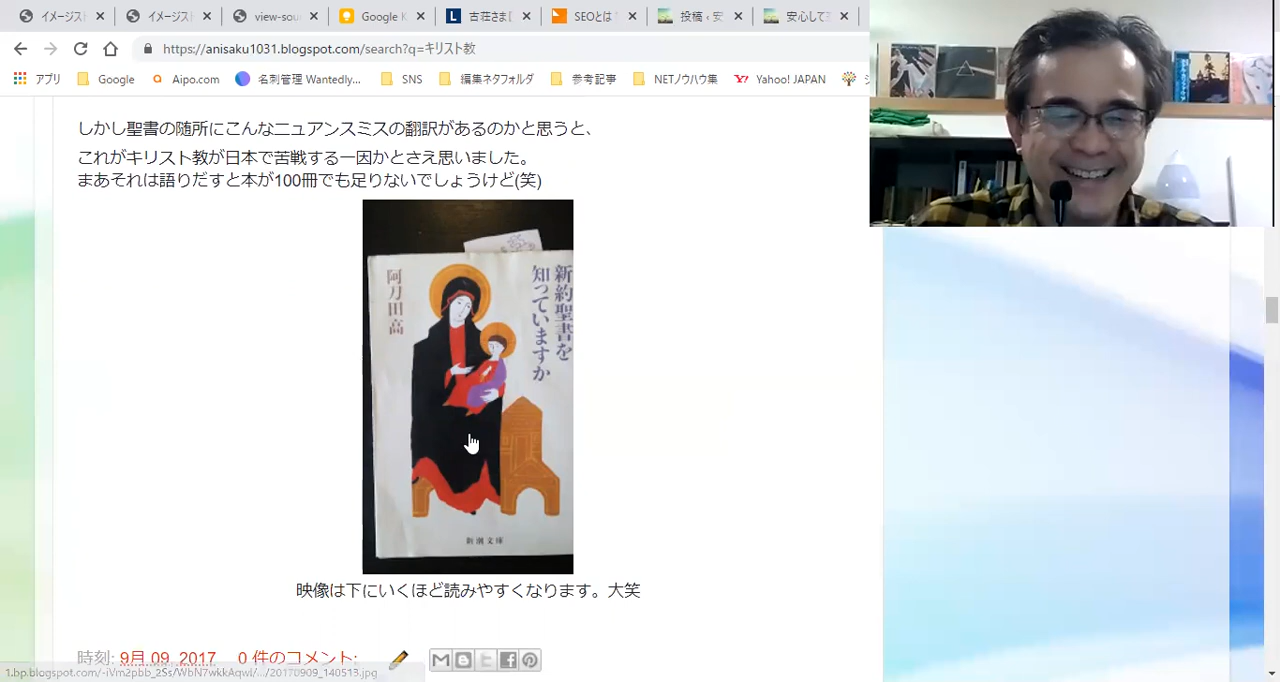 イメージスト
イメージスト
view-sou
Google K
古荘さま【
SEOとは
投稿 ‹ 安
安心して
https://anisaku1031.blogspot.com/search?q=キリスト教
アプリ
Google
Aipo.com
名刺管理 Wantedly...
SNS
編集ネタフォルダ
参考記事
NETノウハウ集
Yahoo! JAPAN
しかし聖書の随所にこんなニュアンスミスの翻訳があるのかと思うと、
これがキリスト教が日本で苦戦する一因かとさえ思いました。
まあそれは語りだすと本が100冊でも足りないでしょうけど(笑)
新約聖書を
知っていますか
阿刀田高
新潮文庫
映像は下にいくほど読みやすくなります。大笑
時刻: 9月 09, 2017 0 件のコメント: